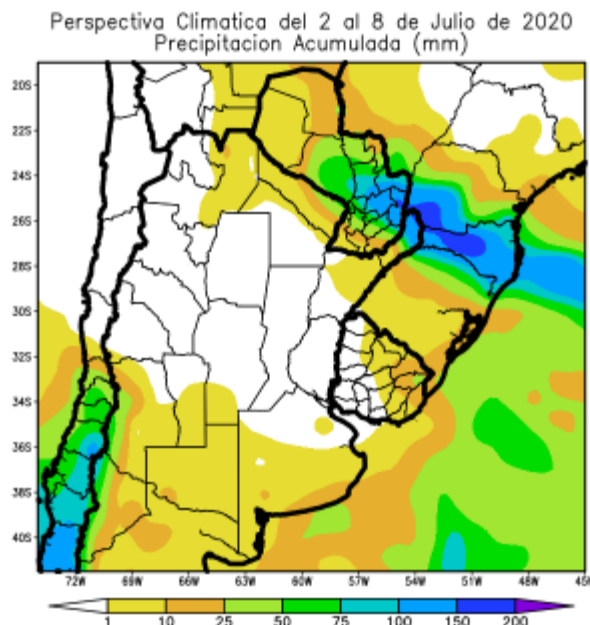 Perspectiva Climatica del 2 al 8 de Julio de 2020
Precipitacion Acumulada (mm)
20S
22S
24S
26S
28S
30S
32S
34S
36S
38S
40S
72W 69W 66W 63W 60W 57W 54W 51W 48W 45W
1 10 25 50 75 100 150 200